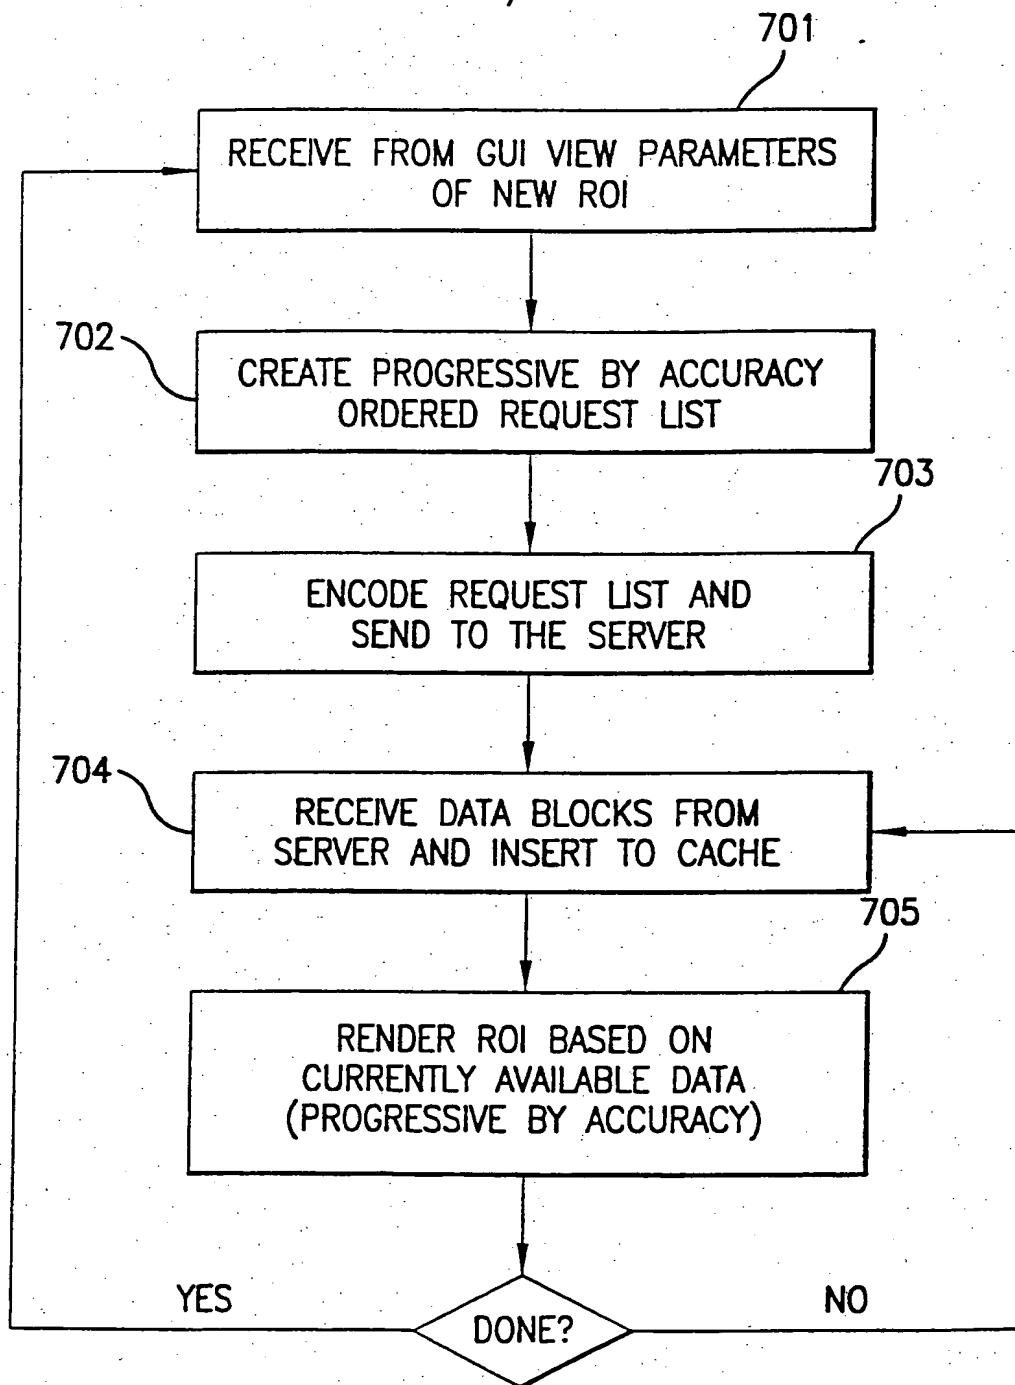 701
RECEIVE FROM GUI VIEW PARAMETERS
OF NEW ROI
702
CREATE PROGRESSIVE BY ACCURACY
ORDERED REQUEST LIST
703
ENCODE REQUEST LIST AND
SEND TO THE SERVER
704
RECEIVE DATA BLOCKS FROM
SERVER AND INSERT TO CACHE
705
RENDER ROI BASED ON
CURRENTLY AVAILABLE DATA
(PROGRESSIVE BY ACCURACY)
YES
DONE?
NO